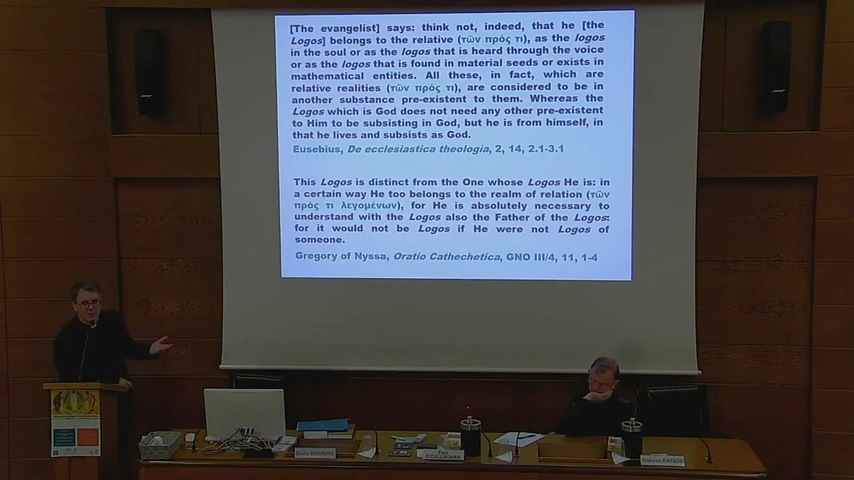 [The evangelist] says: think not, indeed, that he [the
Logos] belongs to the relative (τῶν πρός τι), as the logos
in the soul or as the logos that is heard through the voice
or as the logos that is found in material seeds or exists in
mathematical entities. All these, in fact, which are
relative realities (τῶν πρός τι), are considered to be in
another substance pre-existent to them. Whereas the
Logos which is God does not need any other pre-existent
to Him to be subsisting in God, but he is from himself, in
that he lives and subsists as God.
Eusebius, De ecclesiastica theologia, 2, 14, 2.1-3.1
This Logos is distinct from the One whose Logos He is: in
a certain way He too belongs to the realm of relation (τῶν
πρός τι λεγομένων), for He is absolutely necessary to
understand with the Logos also the Father of the Logos:
for it would not be Logos if He were not Logos of
someone.
Gregory of Nyssa, Oratio Cathechetica, GNO III/4, 11, 1-4
Giulio MASPERO
Paul
O'CALLAGHAN